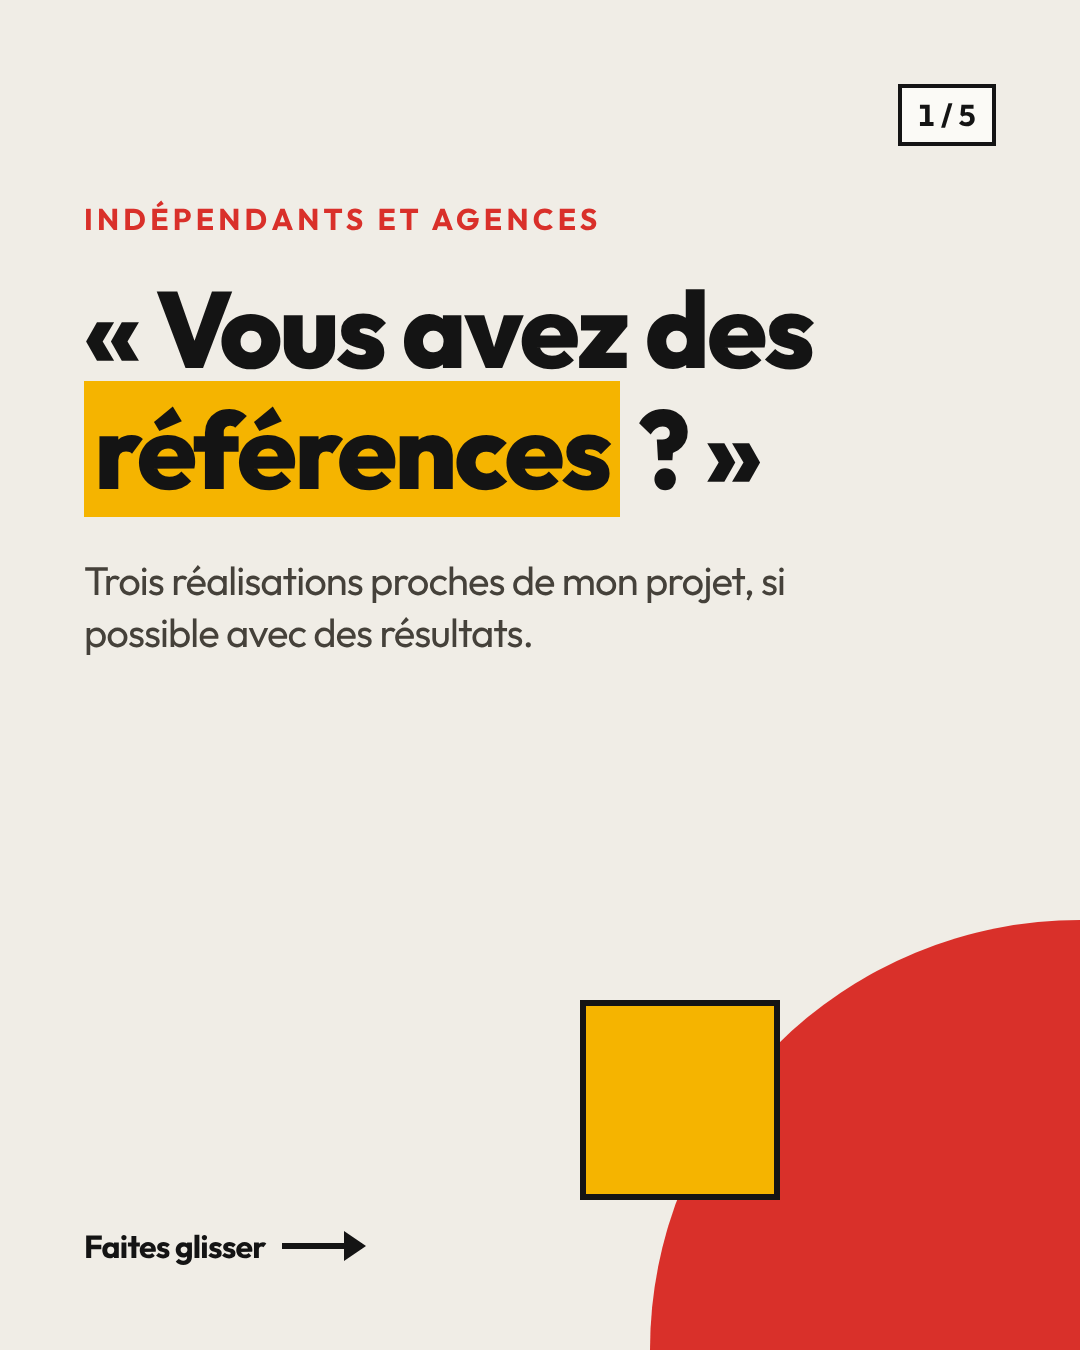 1 / 5
INDÉPENDANTS ET AGENCES
« Vous avez des
références ? »
Trois réalisations proches de mon projet, si
possible avec des résultats.
Faites glisser